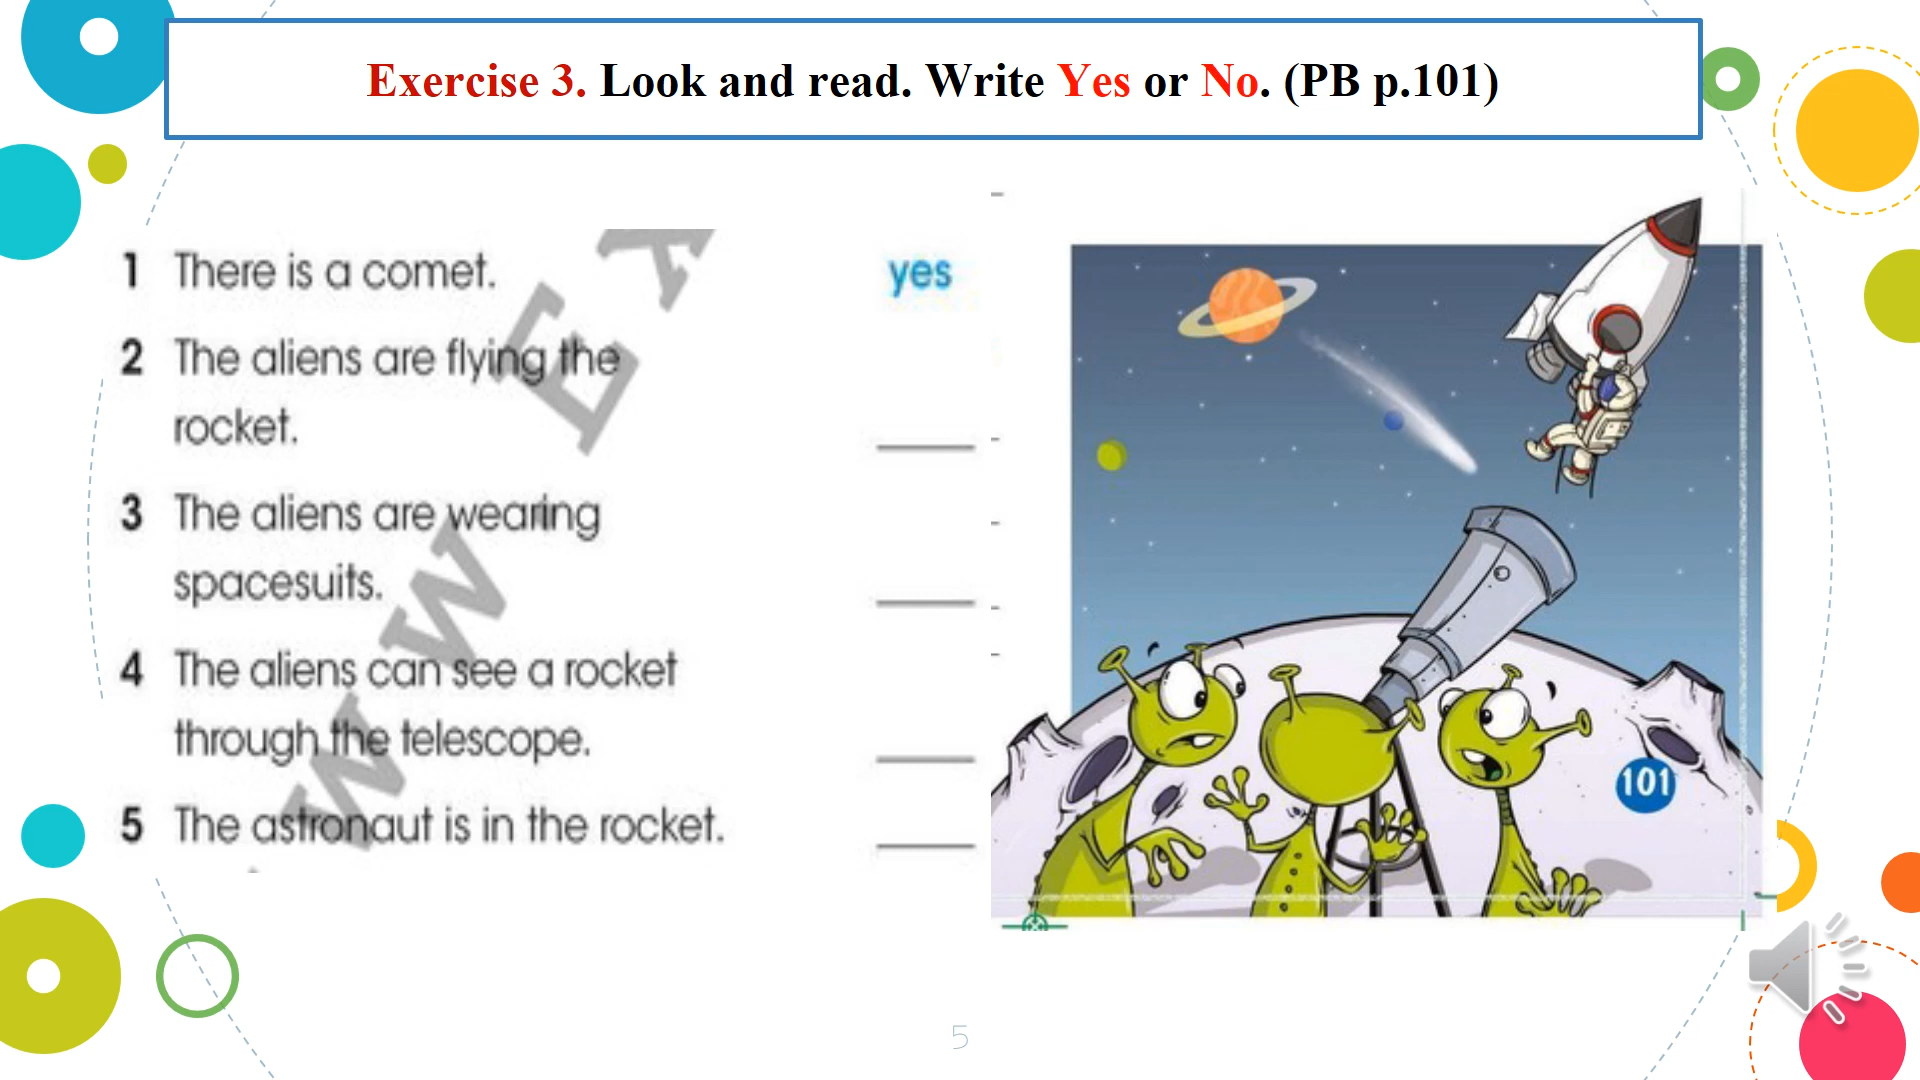 Exercise 3. Look and read. Write Yes or No. (PB p.101)
1 There is a comet. yes
2 The aliens are flying the
rocket.
3 The aliens are wearing
spacesuits.
4 The aliens can see a rocket
through the telescope.
5 The astronaut is in the rocket.
W W E X
101
5